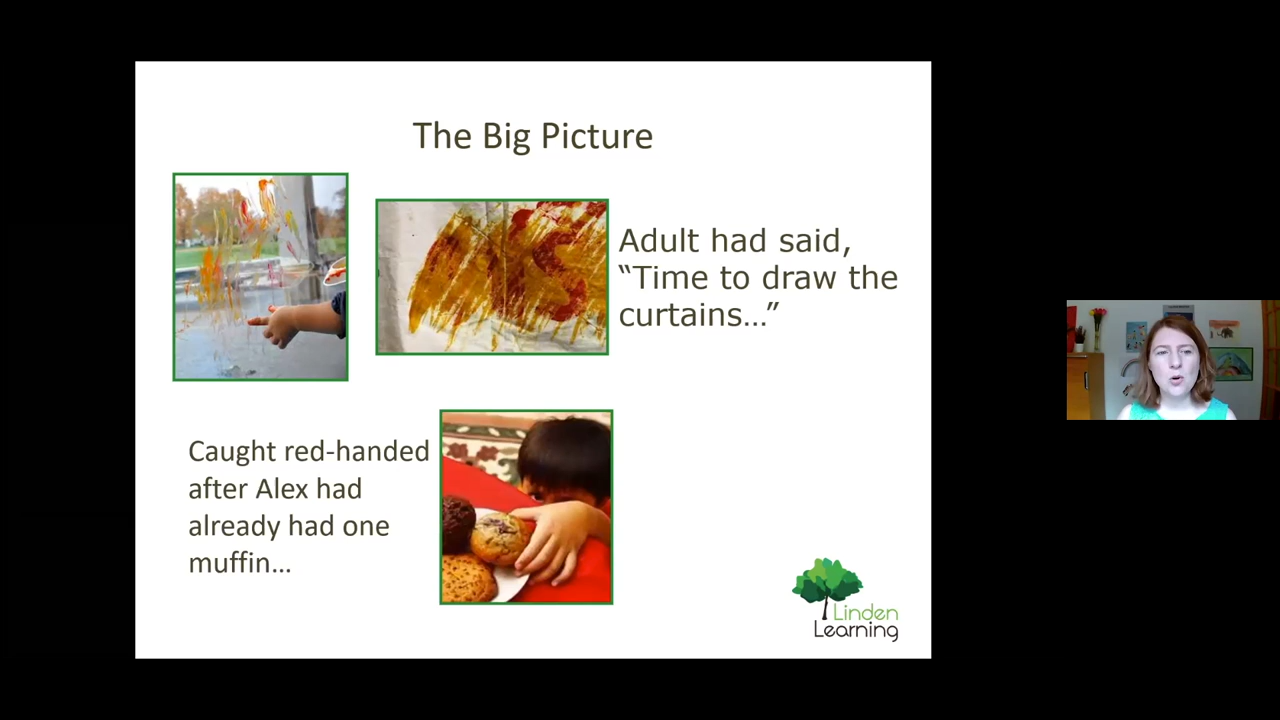 The Big Picture
Adult had said,
“Time to draw the
curtains…”
Caught red-handed
after Alex had
already had one
muffin…
Linden
Learning